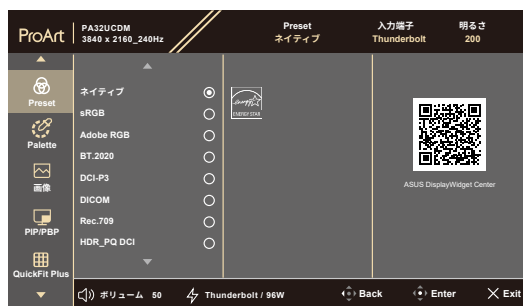 ProArt
PA32UCDM
3840 x 2160_240Hz
Preset
ネイティブ
入力端子
Thunderbolt
明るさ
200
Preset
Palette
画像
PIP/PBP
QuickFit Plus
ネイティブ
sRGB
Adobe RGB
BT.2020
DCI-P3
DICOM
Rec.709
HDR_PQ DCI
energy
ENERGY STAR
ASUS DisplayWidget Center
ボリューム 50
Thunderbolt / 96W
Back
Enter
Exit